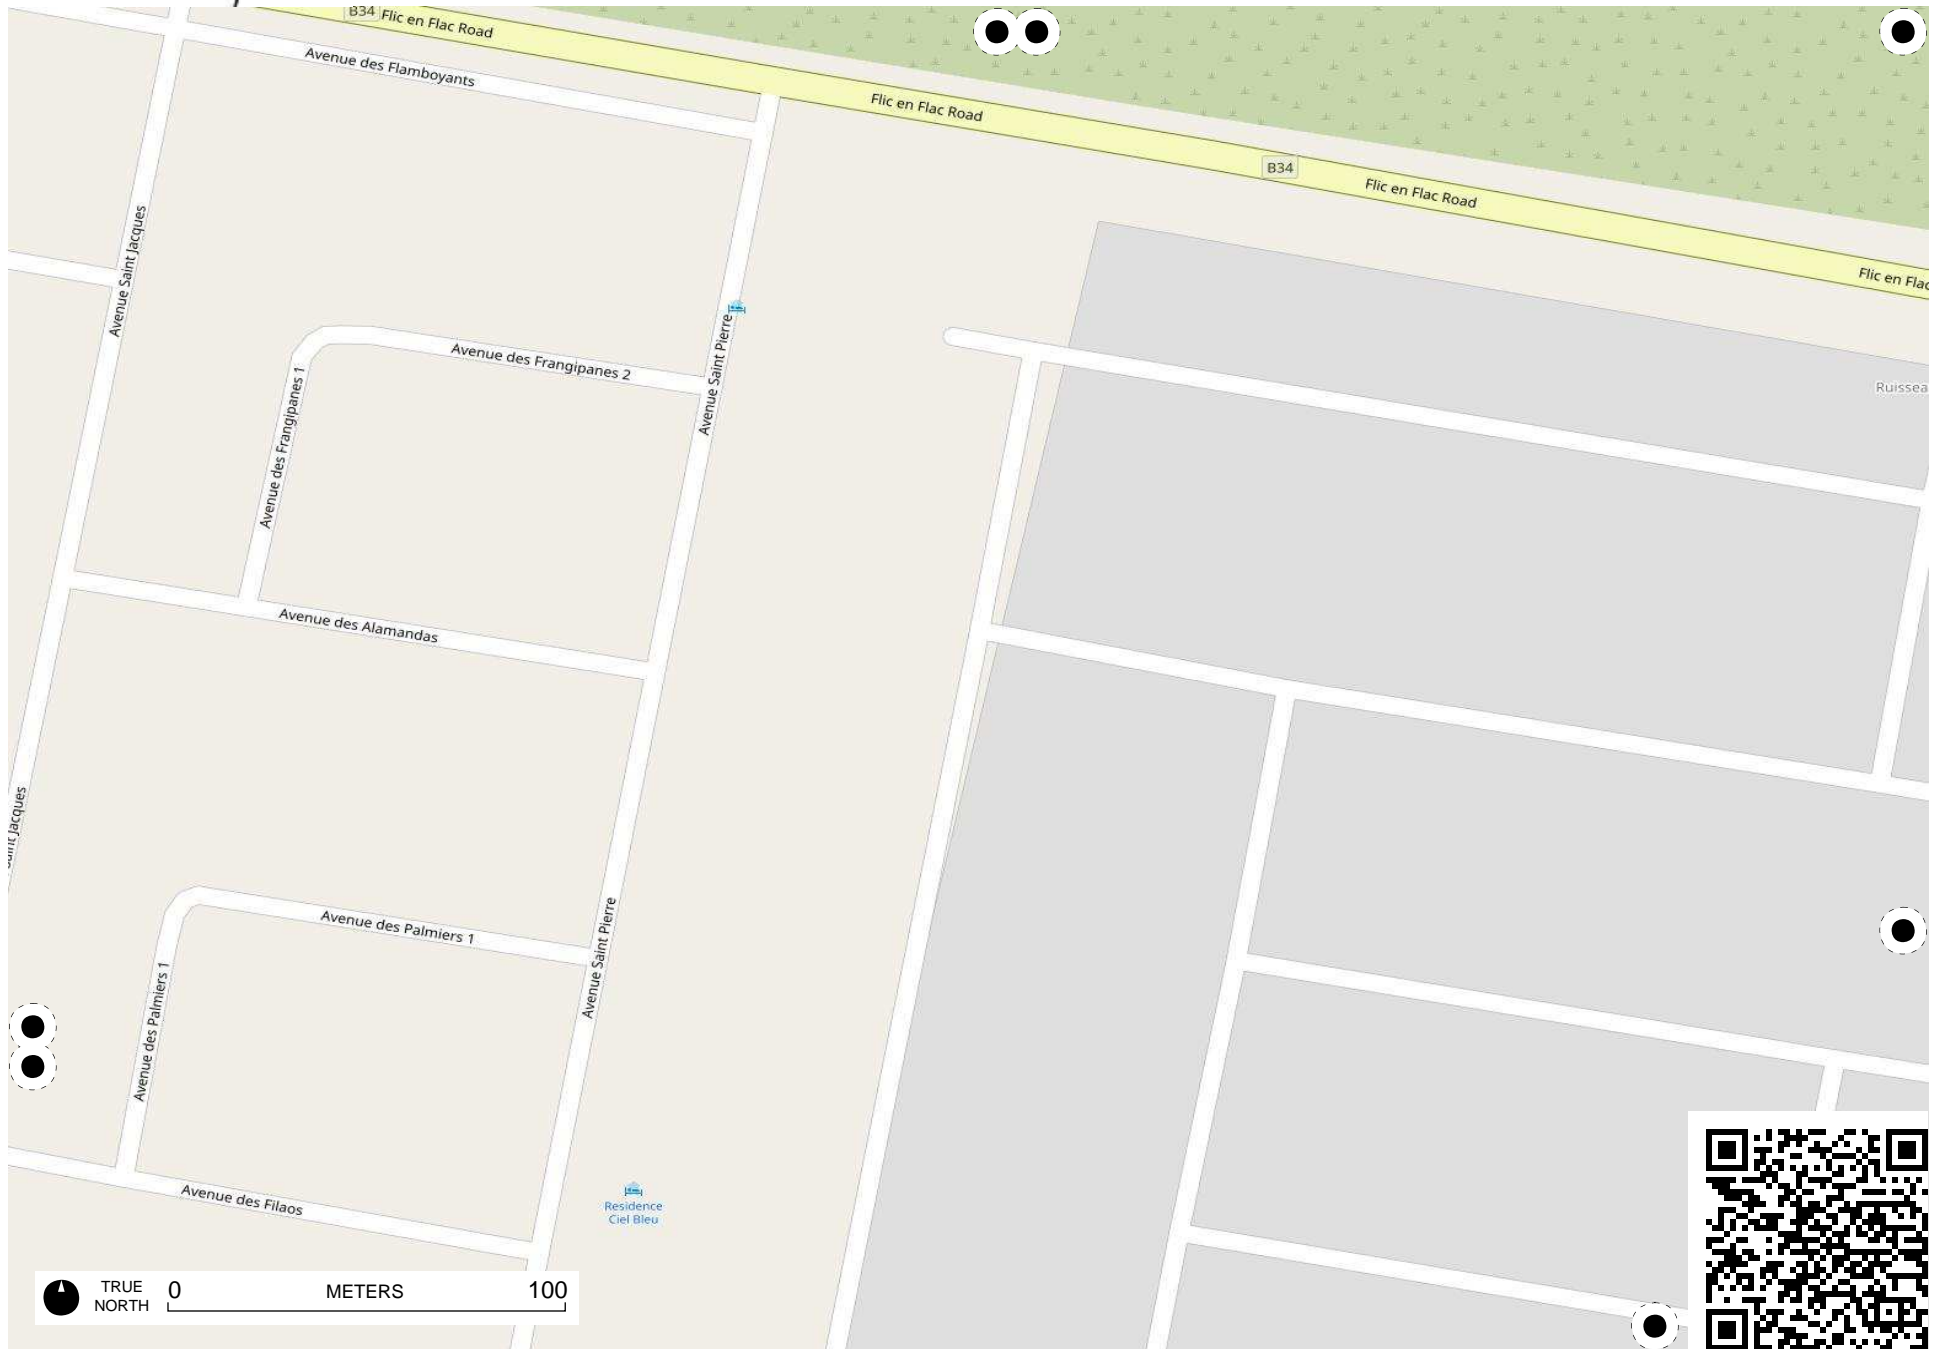 B34
Flic en Flac Road
Avenue des Flamboyants
Flic en Flac Road
B34
Flic en Flac Road
Flic en Flac
Avenue Saint Jacques
Avenue Saint Pierre
Avenue des Frangipanes 2
Avenue des Frangipanes 1
Ruissea
Avenue des Alamandas
Saint Jacques
Avenue Saint Pierre
Avenue des Palmiers 1
Avenue des Palmiers 1
Avenue des Filaos
Residence
Ciel Bleu
TRUE
NORTH
0 METERS 100